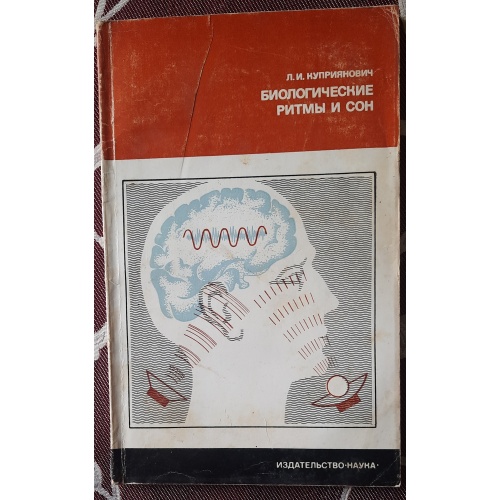 Л. И. КУПРИЯНОВИЧ
БИОЛОГИЧЕСКИЕ
РИТМЫ И СОН
ИЗДАТЕЛЬСТВО·НАУКА·